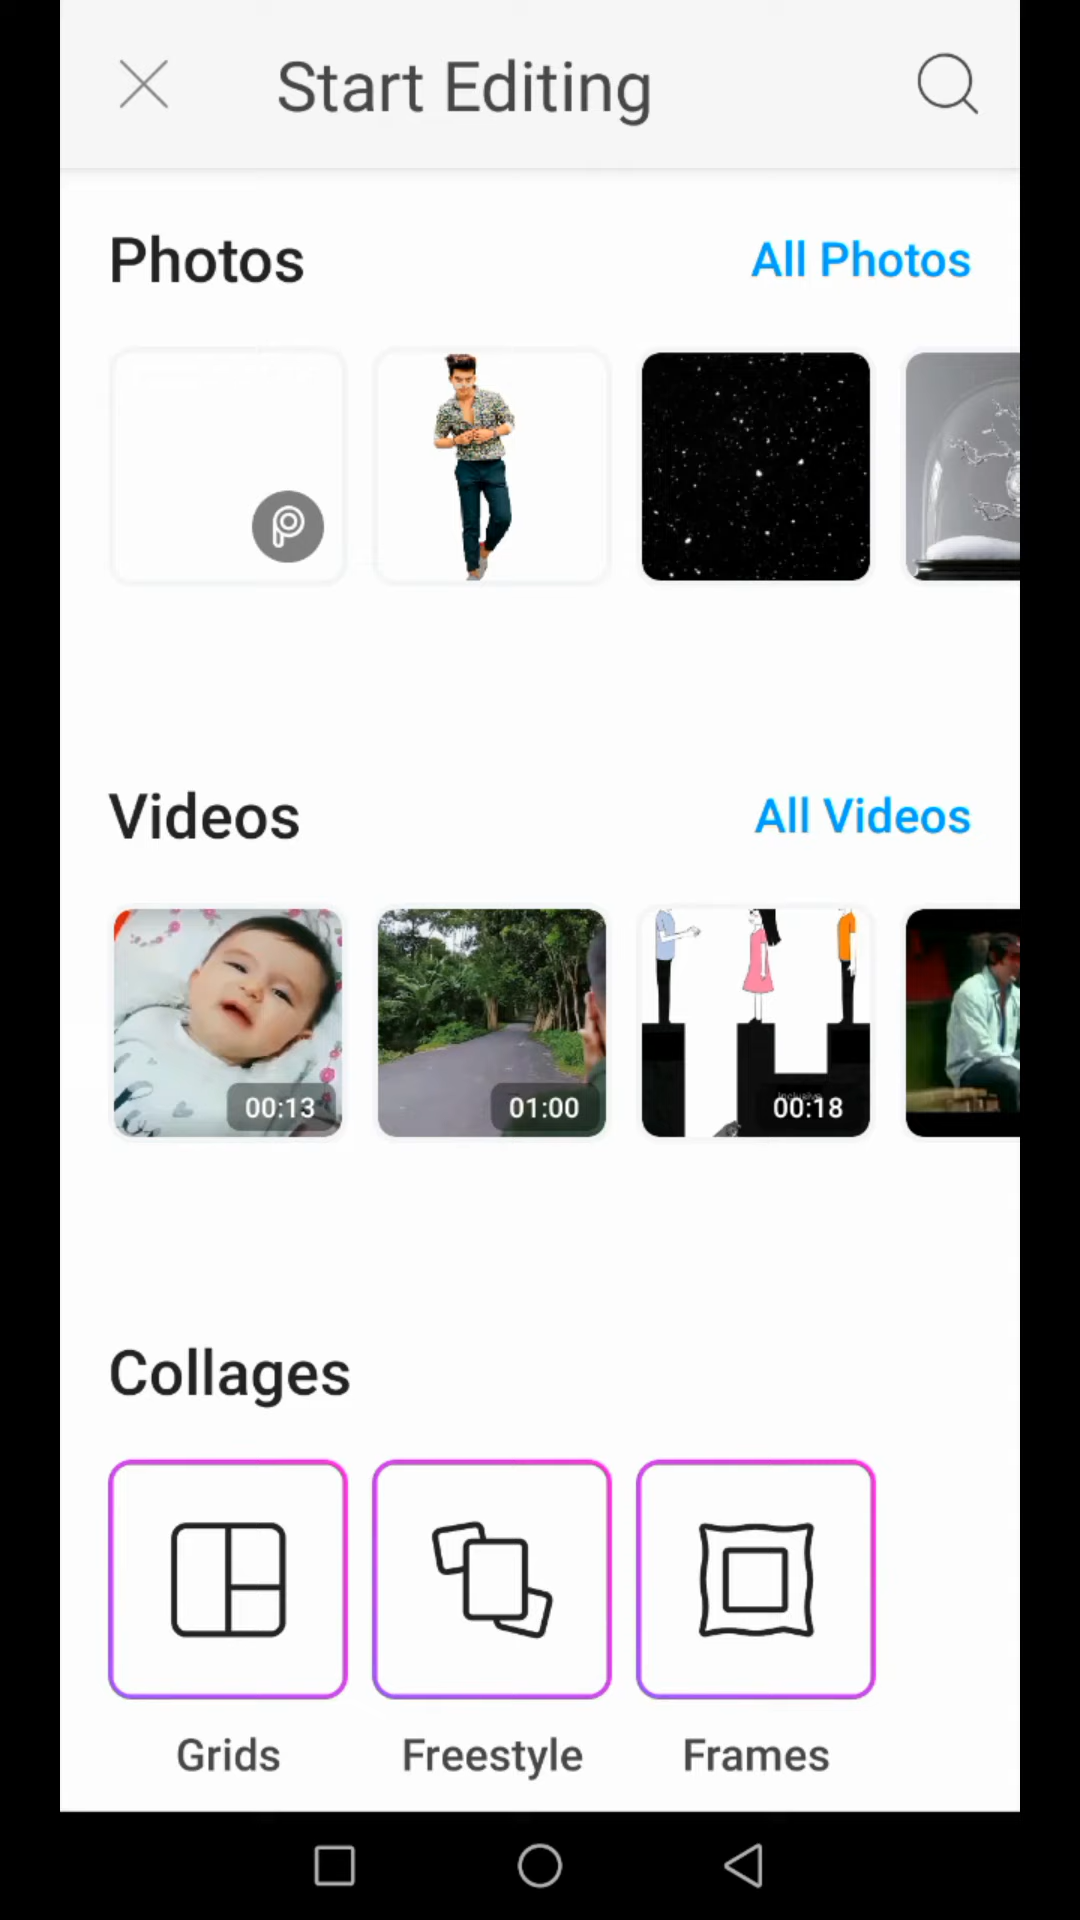 Start Editing
Photos
All Photos
Videos
All Videos
00:13
01:00
00:18
Collages
Grids
Freestyle
Frames